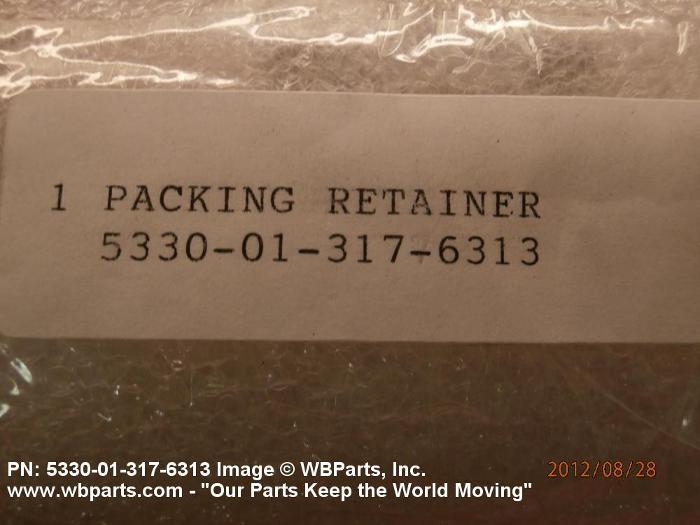 1 PACKING RETAINER
5330-01-317-6313
PN: 5330-01-317-6313 Image © WBParts, Inc.
2012/08/28
www.wbparts.com - "Our Parts Keep the World Moving"